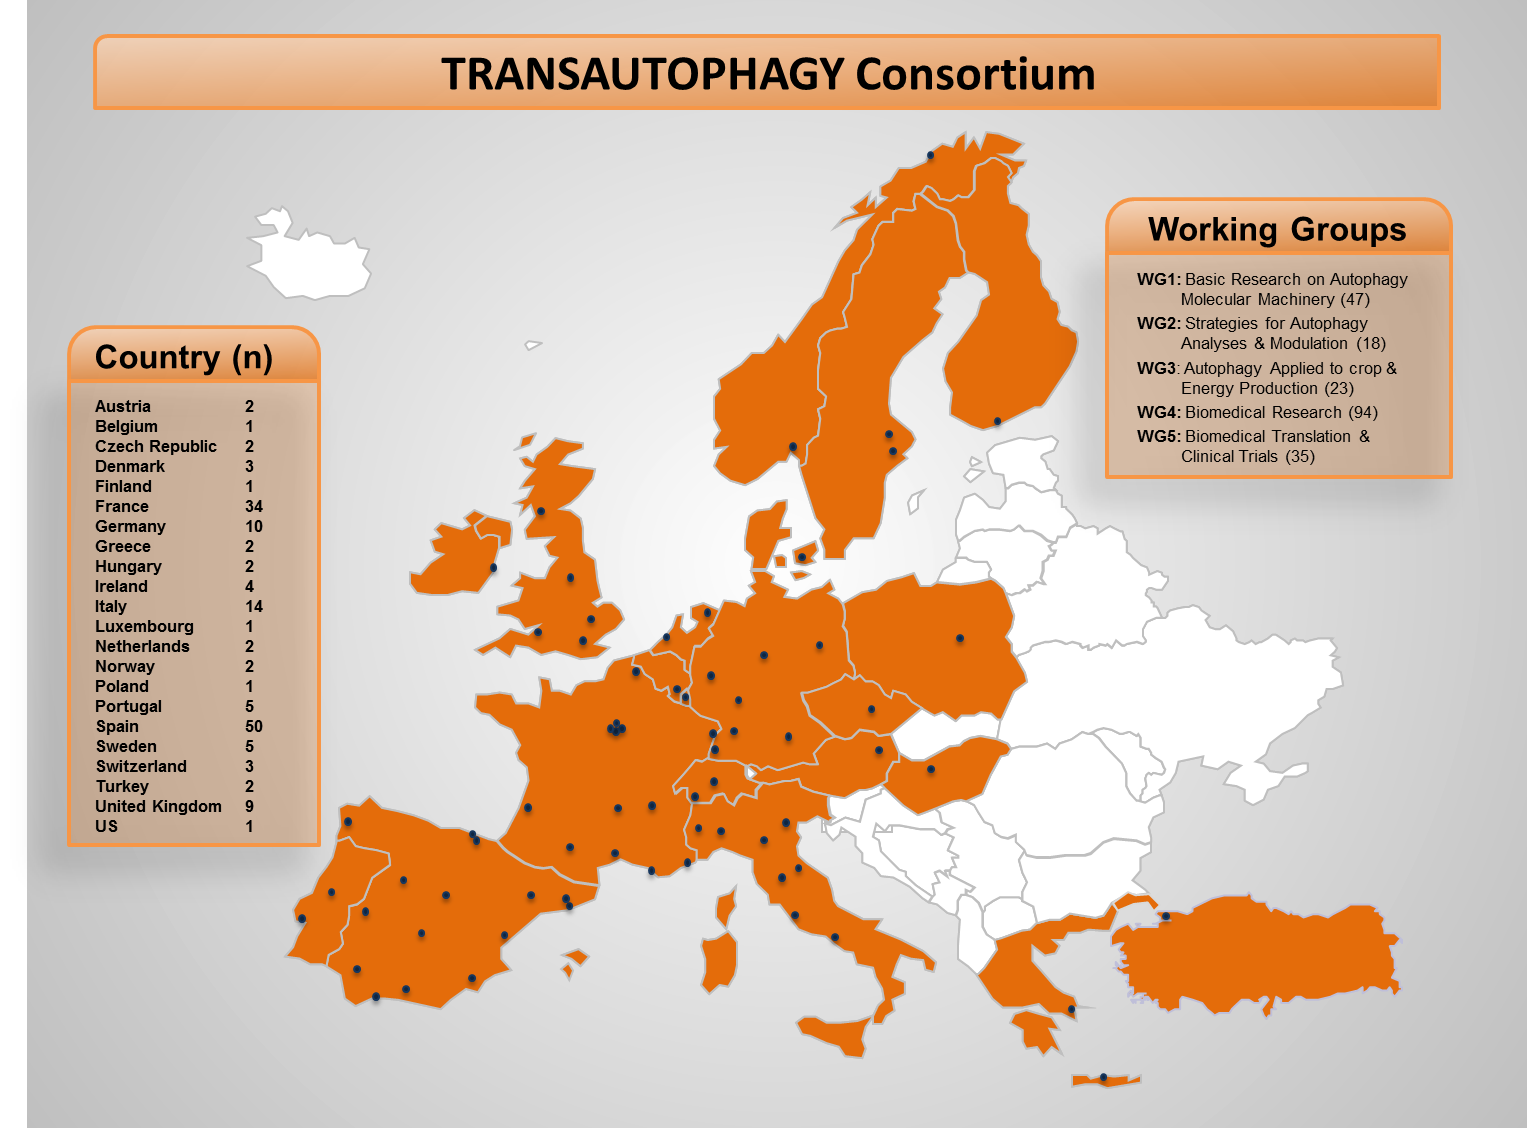 TRANSAUTOPHAGY Consortium
Country (n)
Austria 2
Belgium 1
Czech Republic 2
Denmark 3
Finland 1
France 34
Germany 10
Greece 2
Hungary 2
Ireland 4
Italy 14
Luxembourg 1
Netherlands 2
Norway 2
Poland 1
Portugal 5
Spain 50
Sweden 5
Switzerland 3
Turkey 2
United Kingdom 9
US 1
Working Groups
WG1: Basic Research on Autophagy
Molecular Machinery (47)
WG2: Strategies for Autophagy
Analyses & Modulation (18)
WG3: Autophagy Applied to crop &
Energy Production (23)
WG4: Biomedical Research (94)
WG5: Biomedical Translation &
Clinical Trials (35)